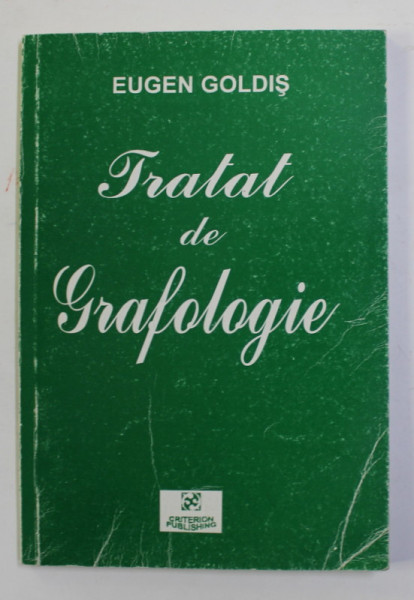 EUGEN GOLDIŞ
Tratat
de
Grafologie
CRITERION
PUBLISHING